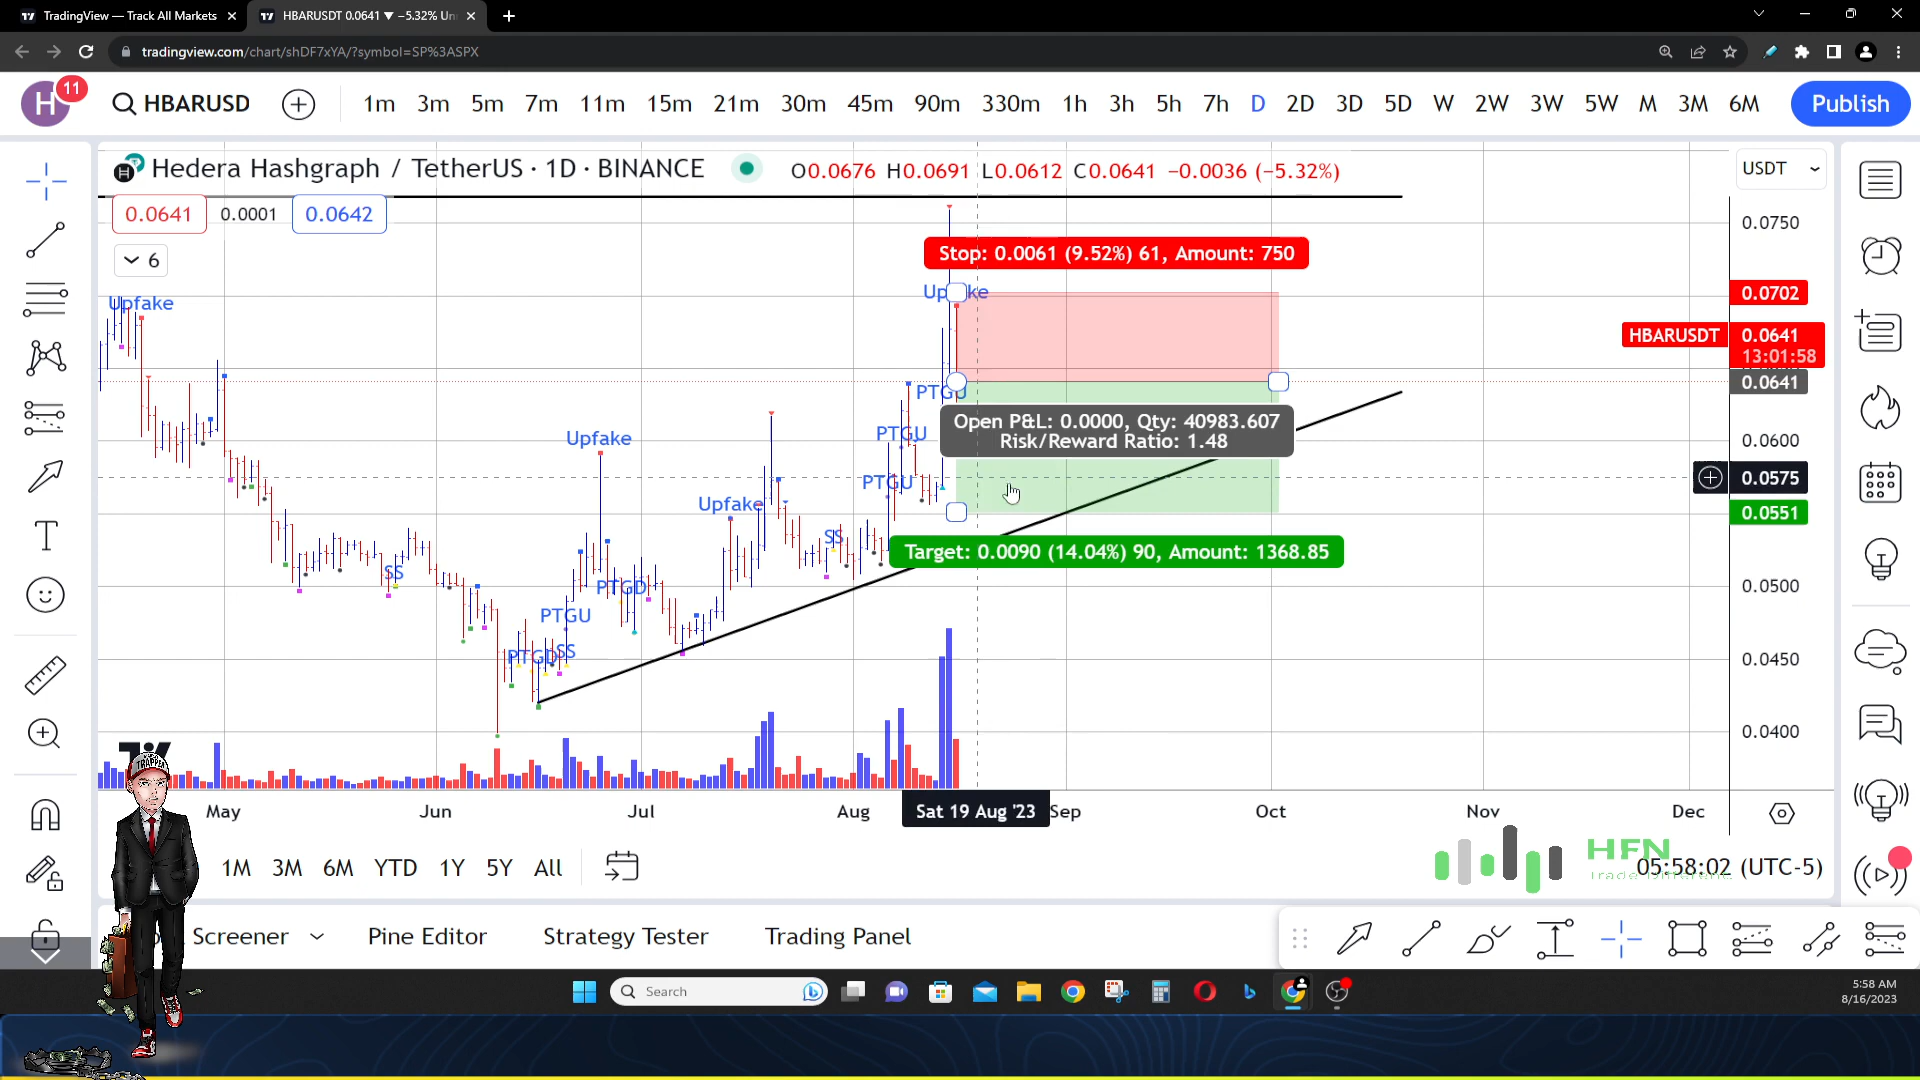 TradingView — Track All Markets
HBARUSDT 0.0641 ▼ −5.32% Un
tradingview.com/chart/shDF7xYA/?symbol=SP%3ASPX
H
11
HBARUSD
1m 3m 5m 7m 11m 15m 21m 30m 45m 90m 330m 1h 3h 5h 7h D 2D 3D 5D W 2W 3W 5W M 3M 6M
Publish
Hedera Hashgraph / TetherUS · 1D · BINANCE
O0.0676 H0.0691 L0.0612 C0.0641 −0.0036 (−5.32%)
USDT
0.0641 0.0001 0.0642
0.0750
6
Stop: 0.0061 (9.52%) 61, Amount: 750
Upfake
Upfake
0.0702
HBARUSDT 0.0641
13:01:58
0.0641
PTGU
Open P&L: 0.0000, Qty: 40983.607
Risk/Reward Ratio: 1.48
Upfake
PTGU
0.0600
PTGU
0.0575
Upfake
0.0551
SS
Target: 0.0090 (14.04%) 90, Amount: 1368.85
SS
PTGD
0.0500
PTGU
PTGD
SS
0.0450
0.0400
TRAPPER
May Jun Jul Aug Sat 19 Aug '23 Sep Oct Nov Dec
1M 3M 6M YTD 1Y 5Y All
HFN
Trade Different
05:58:02 (UTC-5)
Screener Pine Editor Strategy Tester Trading Panel
Search
5:58 AM
8/16/2023